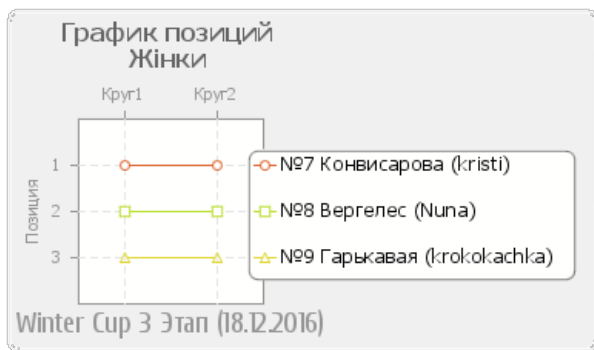 График позиций
Жінки
Круг1 Круг2
Позиция
1
2
3
№7 Конвисарова (kristi)
№8 Вергелес (Nuna)
№9 Гарькавая (krokokachka)
Winter Cup 3 Этап (18.12.2016)